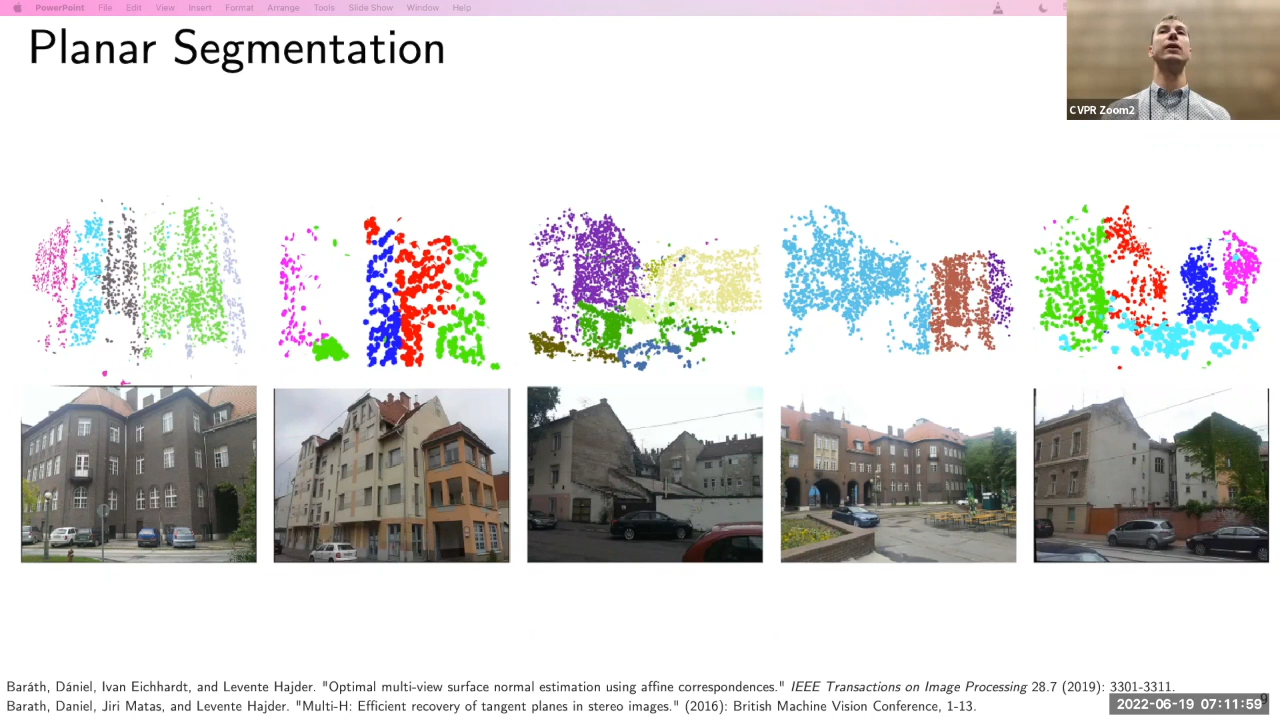 PowerPoint File Edit View Insert Format Arrange Tools Slide Show Window Help
Planar Segmentation
CVPR Zoom2
Baráth, Dániel, Ivan Eichhardt, and Levente Hajder. "Optimal multi-view surface normal estimation using affine correspondences." IEEE Transactions on Image Processing 28.7 (2019): 3301-3311.
Barath, Daniel, Jiri Matas, and Levente Hajder. "Multi-H: Efficient recovery of tangent planes in stereo images." (2016): British Machine Vision Conference, 1-13.
9
2022-06-19 07:11:59